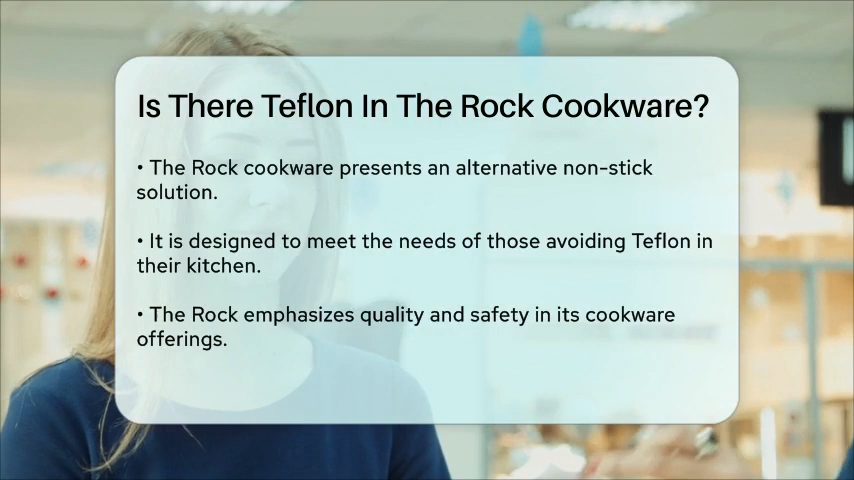 Is There Teflon In The Rock Cookware?
• The Rock cookware presents an alternative non-stick
solution.
• It is designed to meet the needs of those avoiding Teflon in
their kitchen.
• The Rock emphasizes quality and safety in its cookware
offerings.